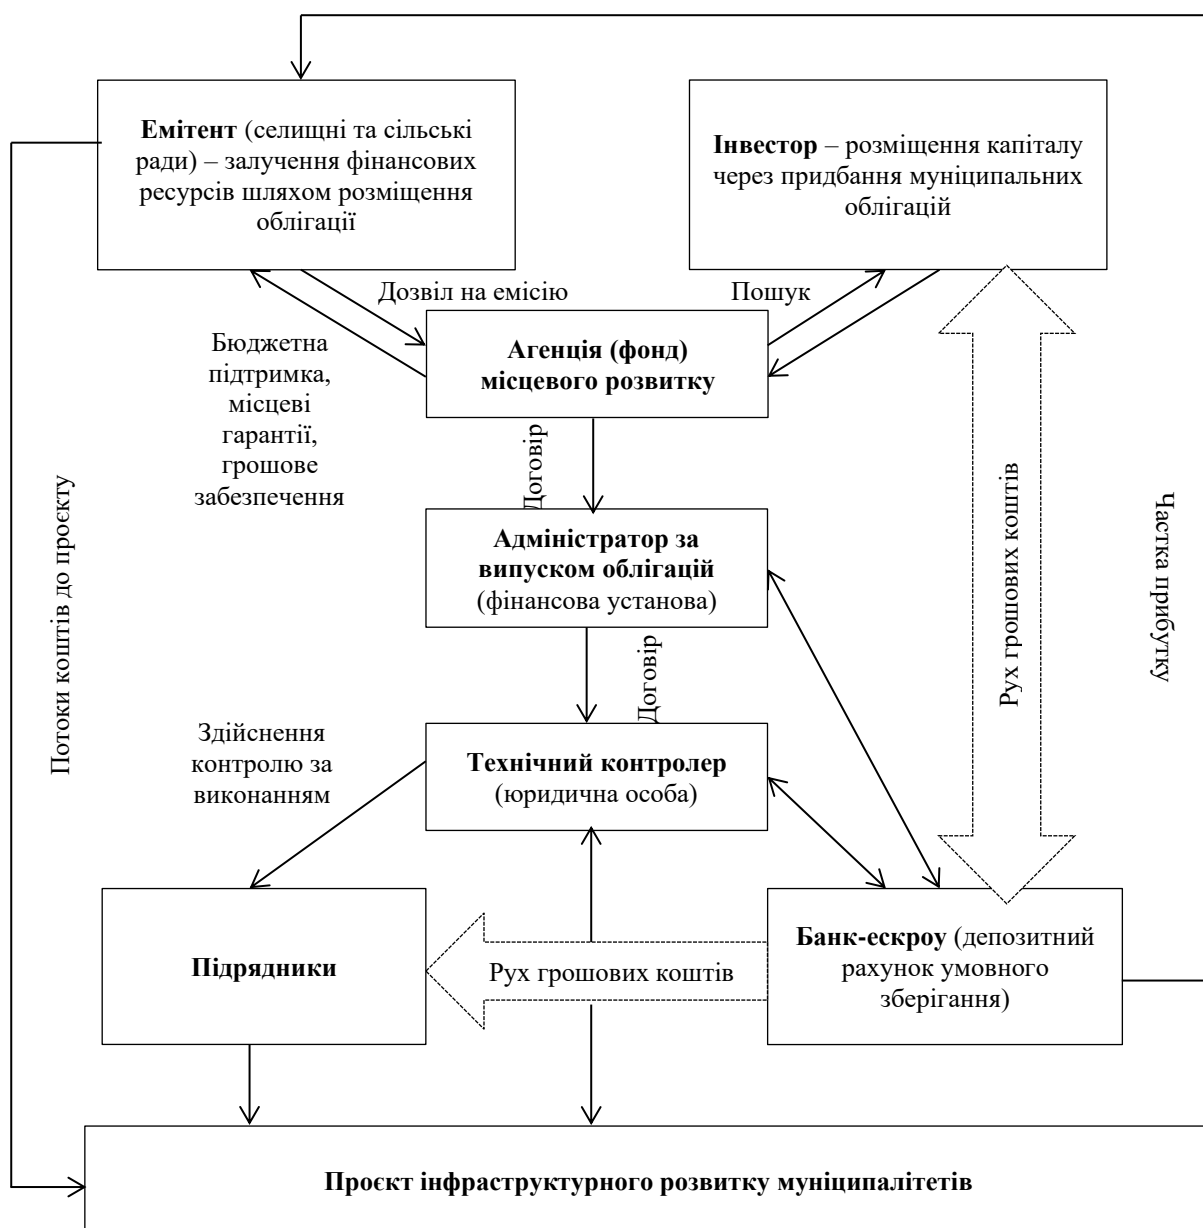 Емітент (селищні та сільські
ради) – залучення фінансових
ресурсів шляхом розміщення
облігації
Інвестор – розміщення капіталу
через придбання муніципальних
облігацій
Дозвіл на емісію
Пошук
Бюджетна
підтримка,
місцеві
гарантії,
грошове
забезпечення
Агенція (фонд)
місцевого розвитку
Договір
Адміністратор за
випуском облігацій
(фінансова установа)
Потоки коштів до проєкту
Рух грошових коштів
Частка прибутку
Договір
Здійснення
контролю за
виконанням
Технічний контролер
(юридична особа)
Підрядники
Рух грошових коштів
Банк-ескроу (депозитний
рахунок умовного
зберігання)
Проєкт інфраструктурного розвитку муніципалітетів